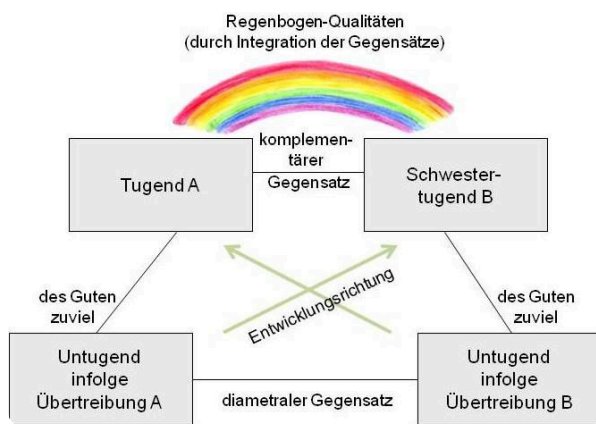 Regenbogen-Qualitäten
(durch Integration der Gegensätze)
komplemen-
tärer
Gegensatz
Tugend A
Schwester-
tugend B
Entwicklungsrichtung
des Guten
zuviel
des Guten
zuviel
Untugend
infolge
Übertreibung A
diametraler Gegensatz
Untugend
infolge
Übertreibung B